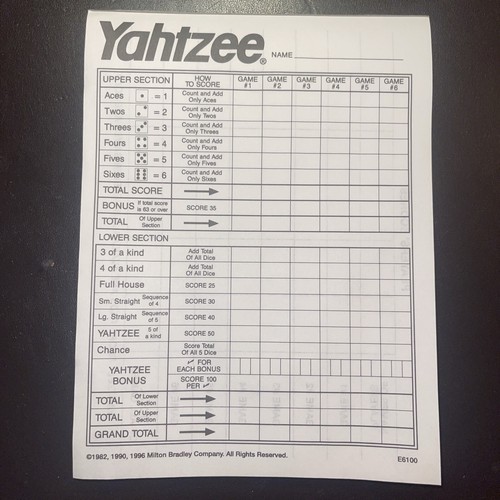 Yahtzee®
NAME
UPPER SECTION HOW TO SCORE GAME #1 GAME #2 GAME #3 GAME #4 GAME #5 GAME #6
Aces = 1 Count and Add Only Aces
Twos = 2 Count and Add Only Twos
Threes = 3 Count and Add Only Threes
Fours = 4 Count and Add Only Fours
Fives = 5 Count and Add Only Fives
Sixes = 6 Count and Add Only Sixes
TOTAL SCORE
BONUS If total score is 63 or over SCORE 35
TOTAL Of Upper Section
LOWER SECTION
3 of a kind Add Total Of All Dice
4 of a kind Add Total Of All Dice
Full House SCORE 25
Sm. Straight Sequence of 4 SCORE 30
Lg. Straight Sequence of 5 SCORE 40
YAHTZEE 5 of a kind SCORE 50
Chance Score Total Of All 5 Dice
YAHTZEE BONUS ✓ FOR EACH BONUS
SCORE 100 PER ✓
TOTAL Of Lower Section
TOTAL Of Upper Section
GRAND TOTAL
©1982, 1990, 1996 Milton Bradley Company. All Rights Reserved. E6100